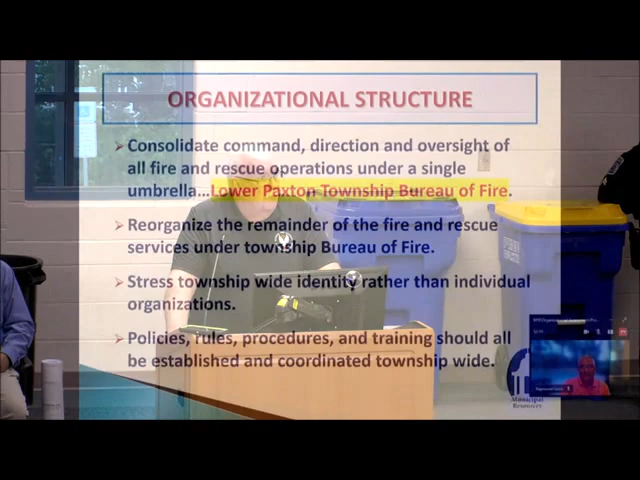 ORGANIZATIONAL STRUCTURE
Consolidate command, direction and oversight of
all fire and rescue operations under a single
umbrella…Lower Paxton Township Bureau of Fire.
Reorganize the remainder of the fire and rescue
services under township Bureau of Fire.
Stress township wide identity rather than individual
organizations.
Policies, rules, procedures, and training should all
be established and coordinated township wide.
Municipal
Resources